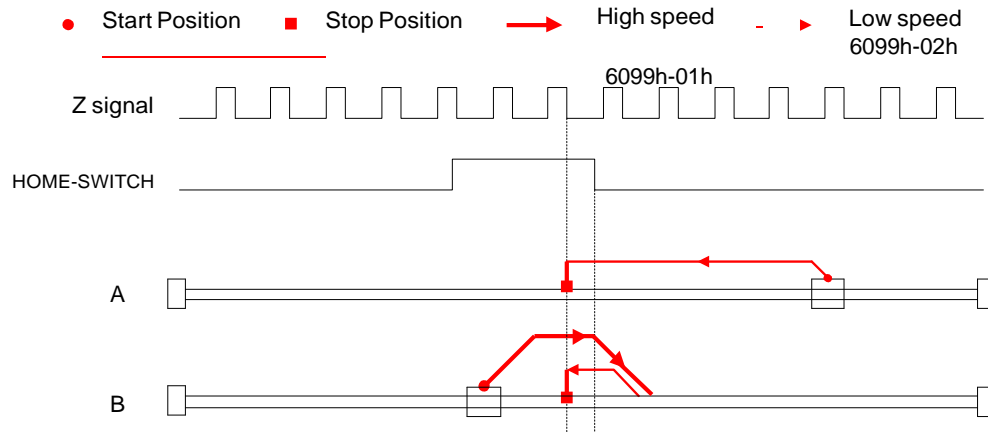 Start Position Stop Position High speed Low speed
6099h-02h
6099h-01h
Z signal
HOME-SWITCH
A
B